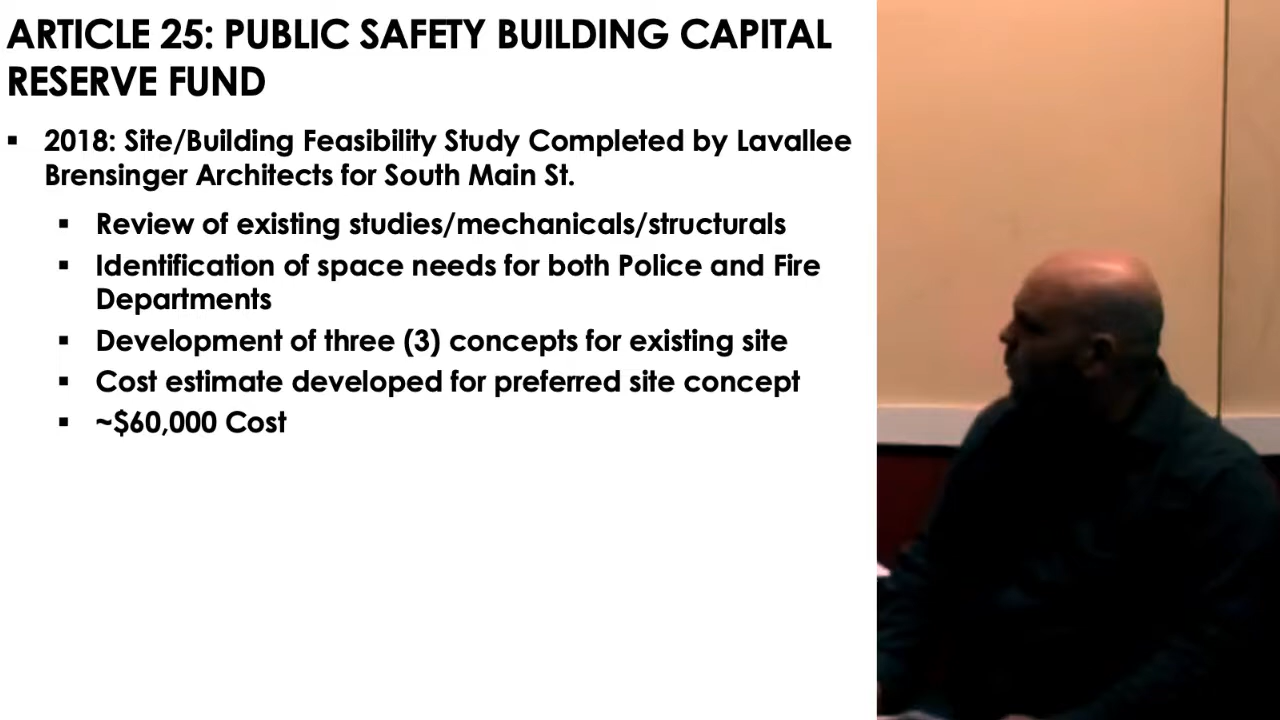 ARTICLE 25: PUBLIC SAFETY BUILDING CAPITAL
RESERVE FUND
▪ 2018: Site/Building Feasibility Study Completed by Lavallee
Brensinger Architects for South Main St.
▪ Review of existing studies/mechanicals/structurals
▪ Identification of space needs for both Police and Fire
Departments
▪ Development of three (3) concepts for existing site
▪ Cost estimate developed for preferred site concept
▪ ~$60,000 Cost